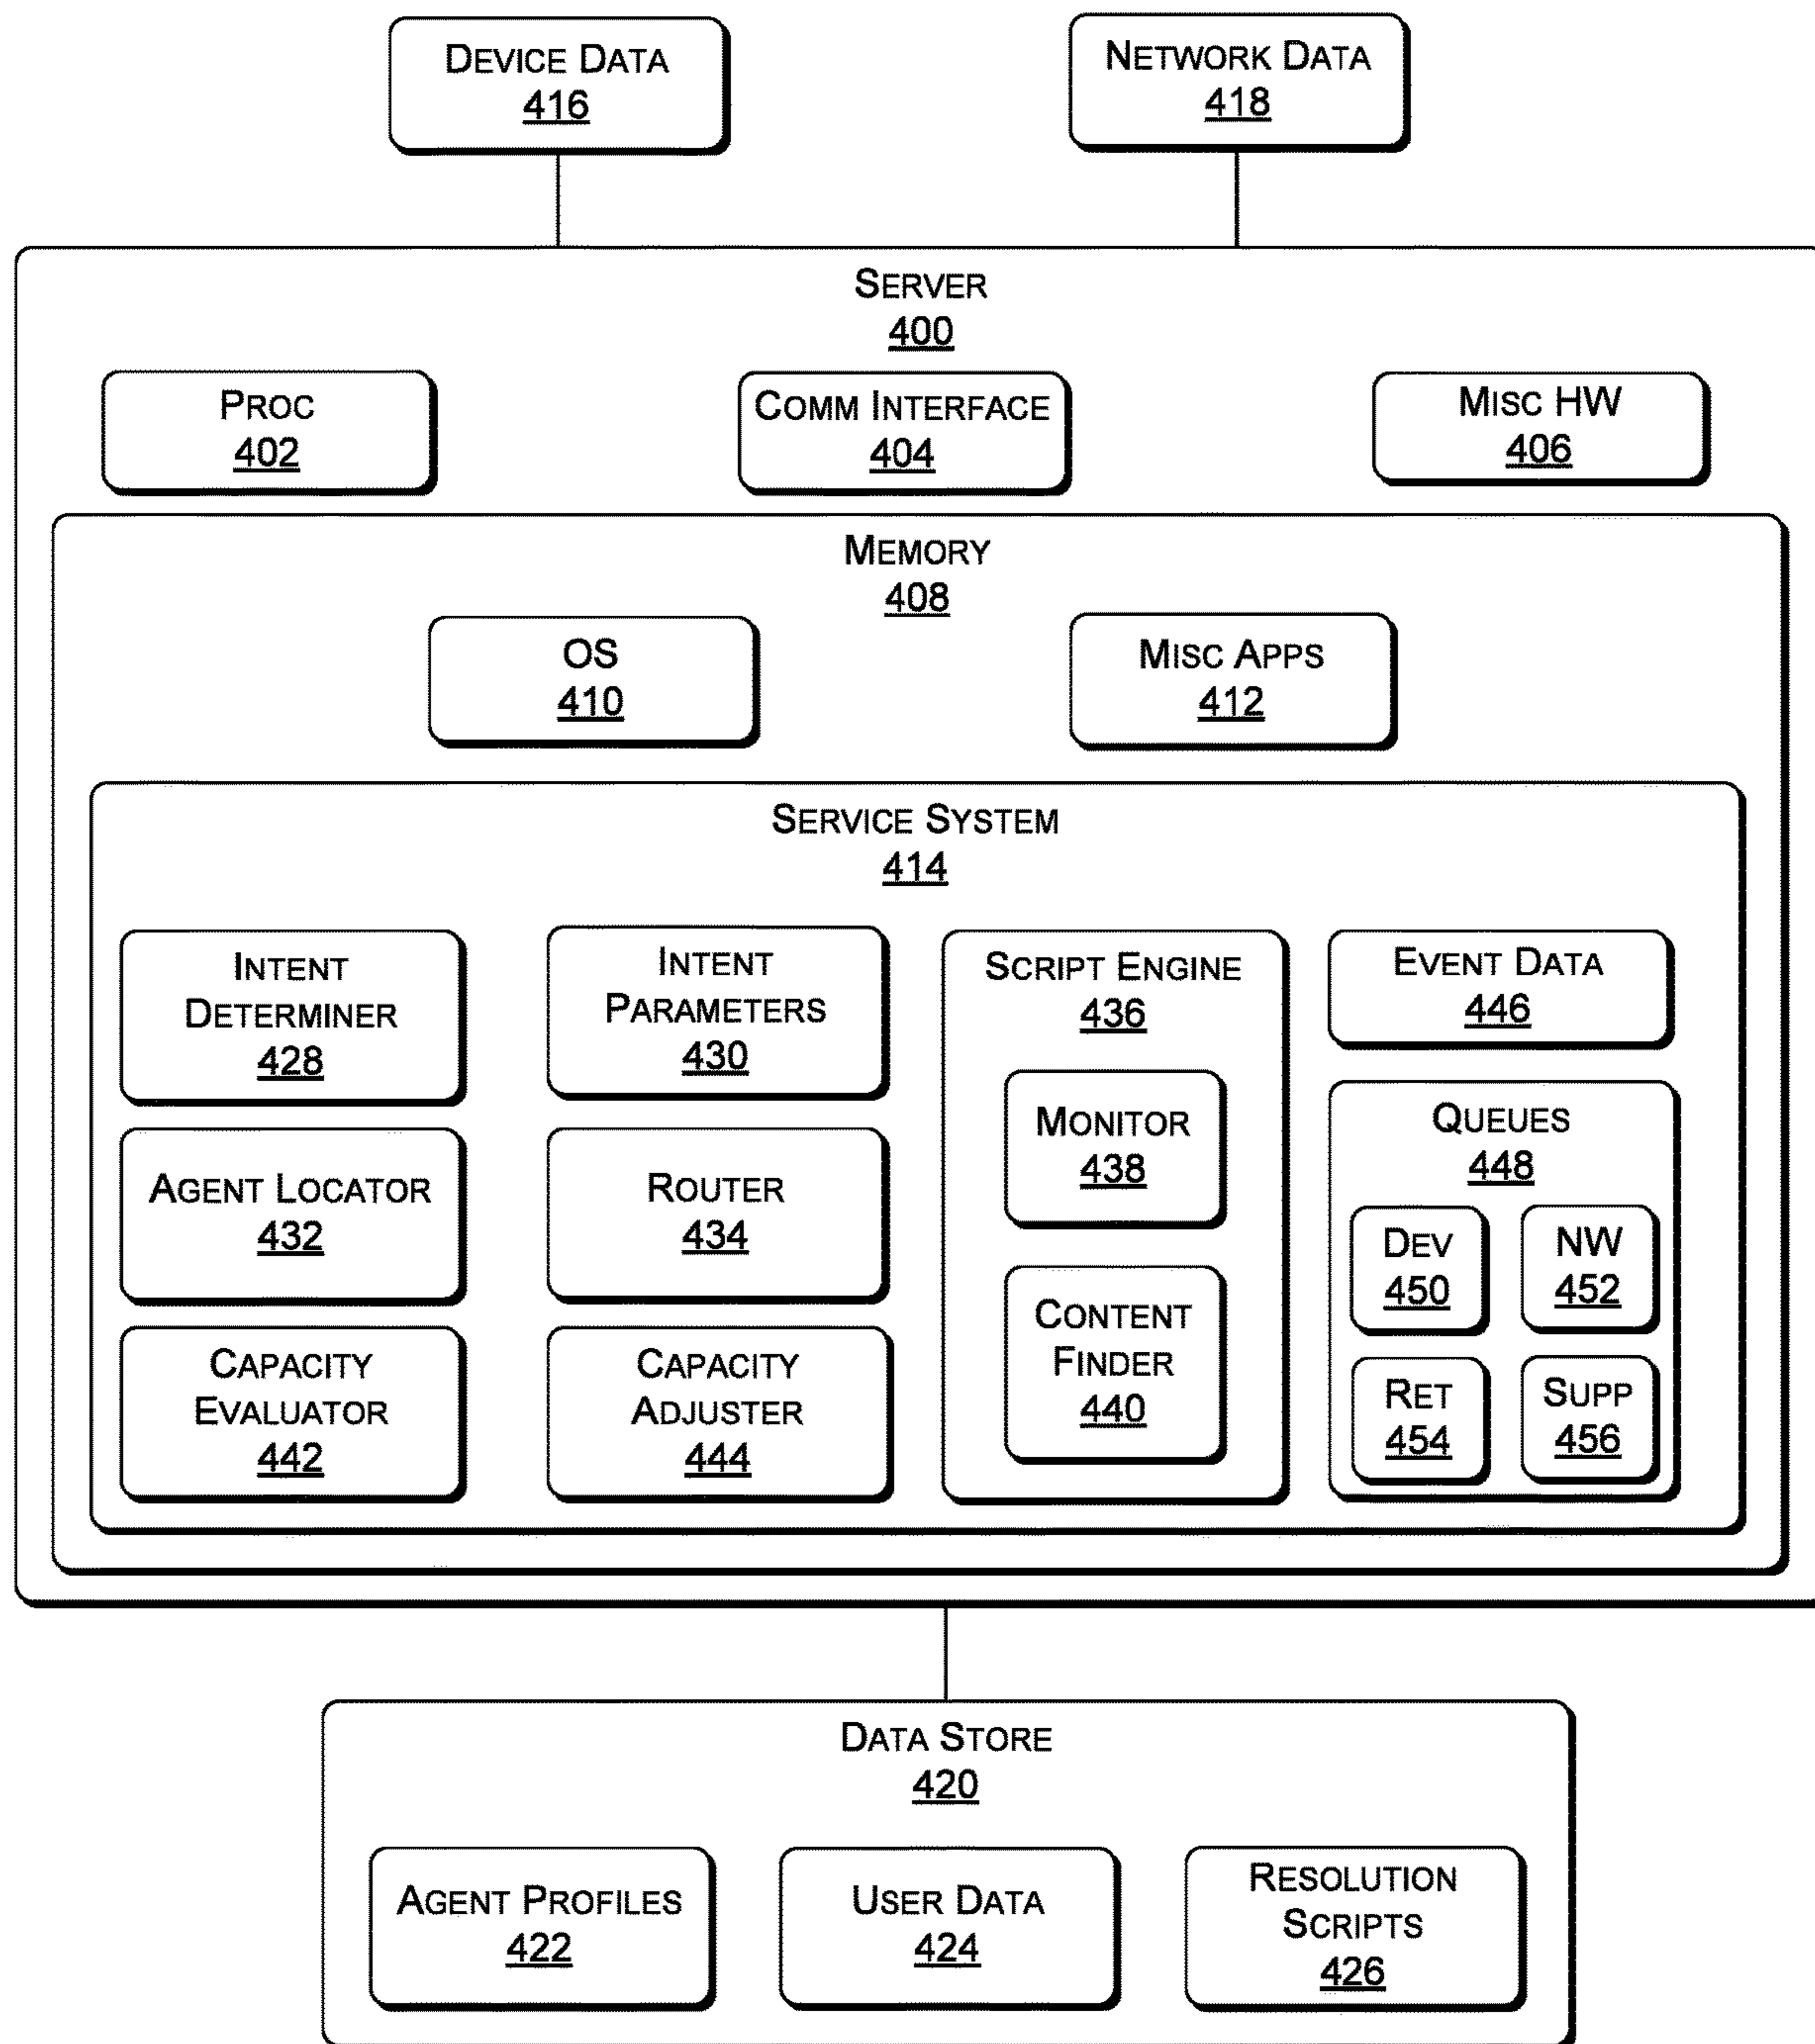 DEVICE DATA
416
NETWORK DATA
418
SERVER
400
PROC
402
COMM INTERFACE
404
MISC HW
406
MEMORY
408
OS
410
MISC APPS
412
SERVICE SYSTEM
414
INTENT
DETERMINER
428
INTENT
PARAMETERS
430
AGENT LOCATOR
432
ROUTER
434
CAPACITY
EVALUATOR
442
CAPACITY
ADJUSTER
444
SCRIPT ENGINE
436
MONITOR
438
CONTENT
FINDER
440
EVENT DATA
446
QUEUES
448
DEV
450
NW
452
RET
454
SUPP
456
DATA STORE
420
AGENT PROFILES
422
USER DATA
424
RESOLUTION
SCRIPTS
426